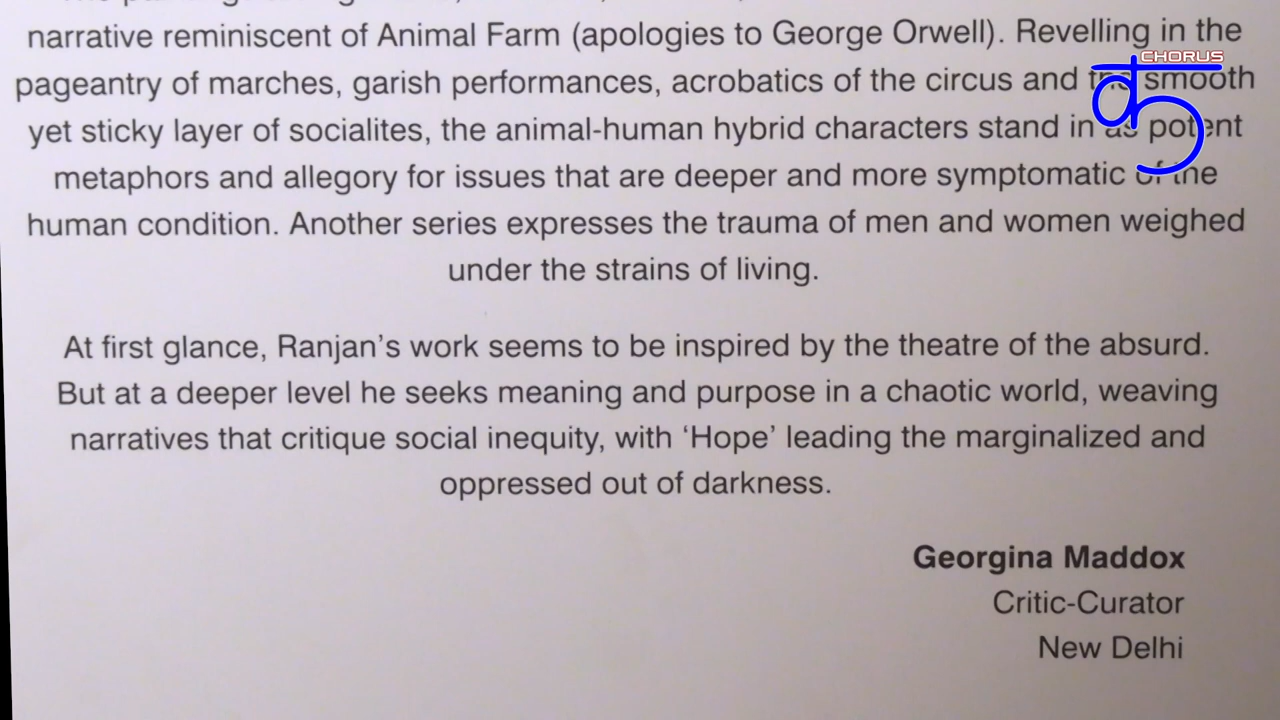 narrative reminiscent of Animal Farm (apologies to George Orwell). Revelling in the
pageantry of marches, garish performances, acrobatics of the circus and the smooth
yet sticky layer of socialites, the animal-human hybrid characters stand in as potent
metaphors and allegory for issues that are deeper and more symptomatic of the
human condition. Another series expresses the trauma of men and women weighed
under the strains of living.
At first glance, Ranjan's work seems to be inspired by the theatre of the absurd.
But at a deeper level he seeks meaning and purpose in a chaotic world, weaving
narratives that critique social inequity, with ‘Hope’ leading the marginalized and
oppressed out of darkness.
Georgina Maddox
Critic-Curator
New Delhi
CHORUS